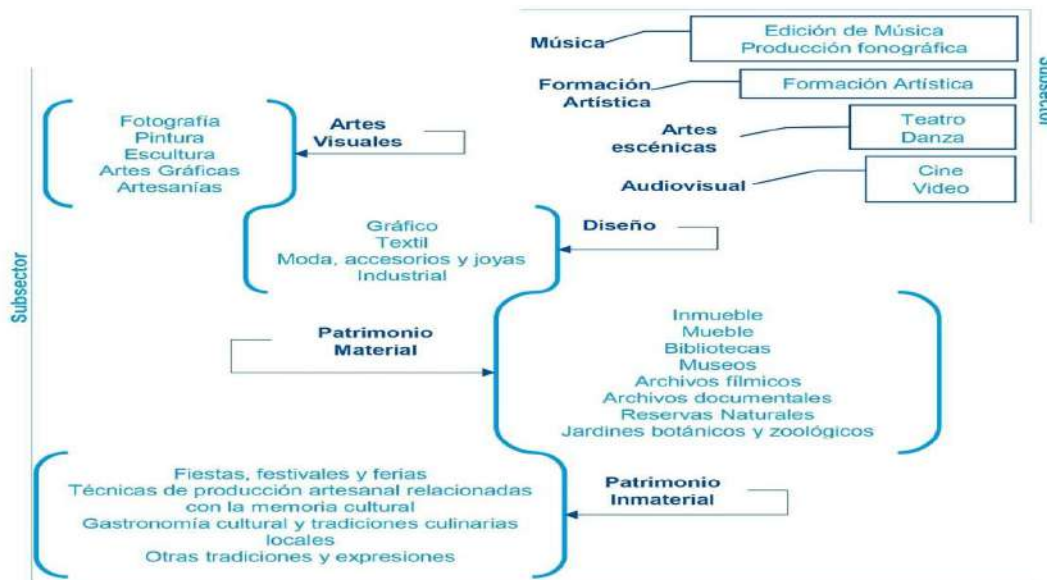 Música
Edición de Música
Producción fonográfica
Formación
Artística
Formación Artística
Artes
escénicas
Teatro
Danza
Audiovisual
Cine
Video
Subsector
Subsector
Fotografía
Pintura
Escultura
Artes Gráficas
Artesanías
Artes
Visuales
Gráfico
Textil
Moda, accesorios y joyas
Industrial
Diseño
Patrimonio
Material
Inmueble
Mueble
Bibliotecas
Museos
Archivos fílmicos
Archivos documentales
Reservas Naturales
Jardines botánicos y zoológicos
Fiestas, festivales y ferias
Técnicas de producción artesanal relacionadas
con la memoria cultural
Gastronomía cultural y tradiciones culinarias
locales
Otras tradiciones y expresiones
Patrimonio
Inmaterial